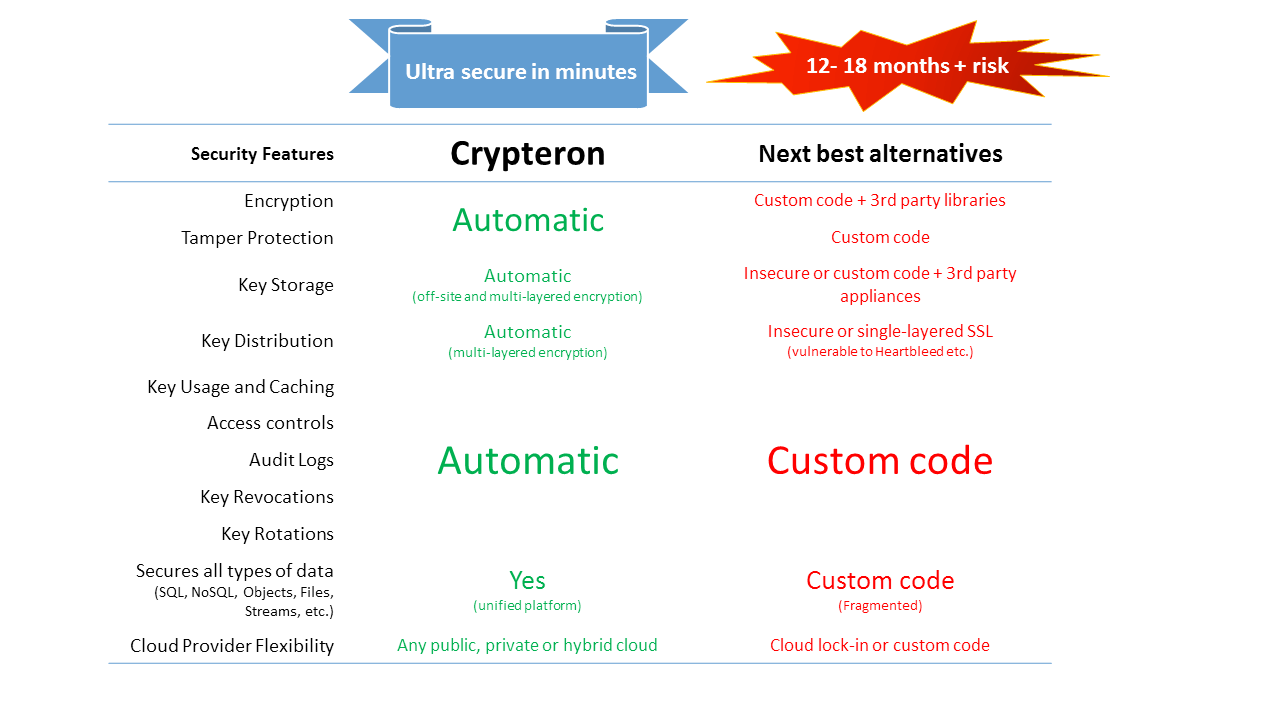 Ultra secure in minutes
12- 18 months + risk
Security Features
Crypteron
Next best alternatives
Encryption
Automatic
Custom code + 3rd party libraries
Tamper Protection
Custom code
Key Storage
Automatic
(off-site and multi-layered encryption)
Insecure or custom code + 3rd party
appliances
Key Distribution
Automatic
(multi-layered encryption)
Insecure or single-layered SSL
(vulnerable to Heartbleed etc.)
Key Usage and Caching
Access controls
Audit Logs
Automatic
Custom code
Key Revocations
Key Rotations
Secures all types of data
(SQL, NoSQL, Objects, Files,
Streams, etc.)
Yes
(unified platform)
Custom code
(Fragmented)
Cloud Provider Flexibility
Any public, private or hybrid cloud
Cloud lock-in or custom code